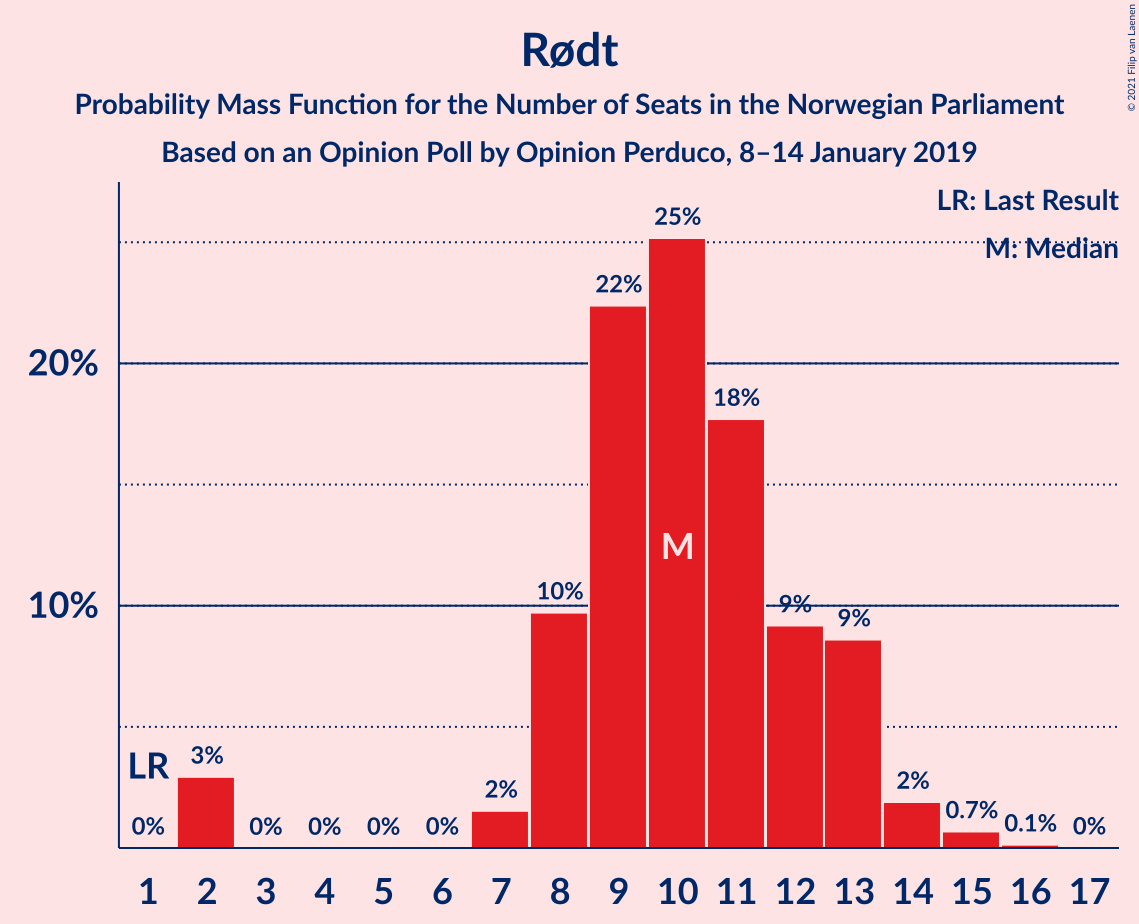 Rødt
Probability Mass Function for the Number of Seats in the Norwegian Parliament
Based on an Opinion Poll by Opinion Perduco, 8–14 January 2019
© 2021 Filip van Laenen
LR: Last Result
M: Median
25%
22%
20%
18%
M
10%
10%
9%
9%
LR
3%
2%
2%
0%
0%
0%
0%
0%
0.7%
0.1%
0%
1 2 3 4 5 6 7 8 9 10 11 12 13 14 15 16 17